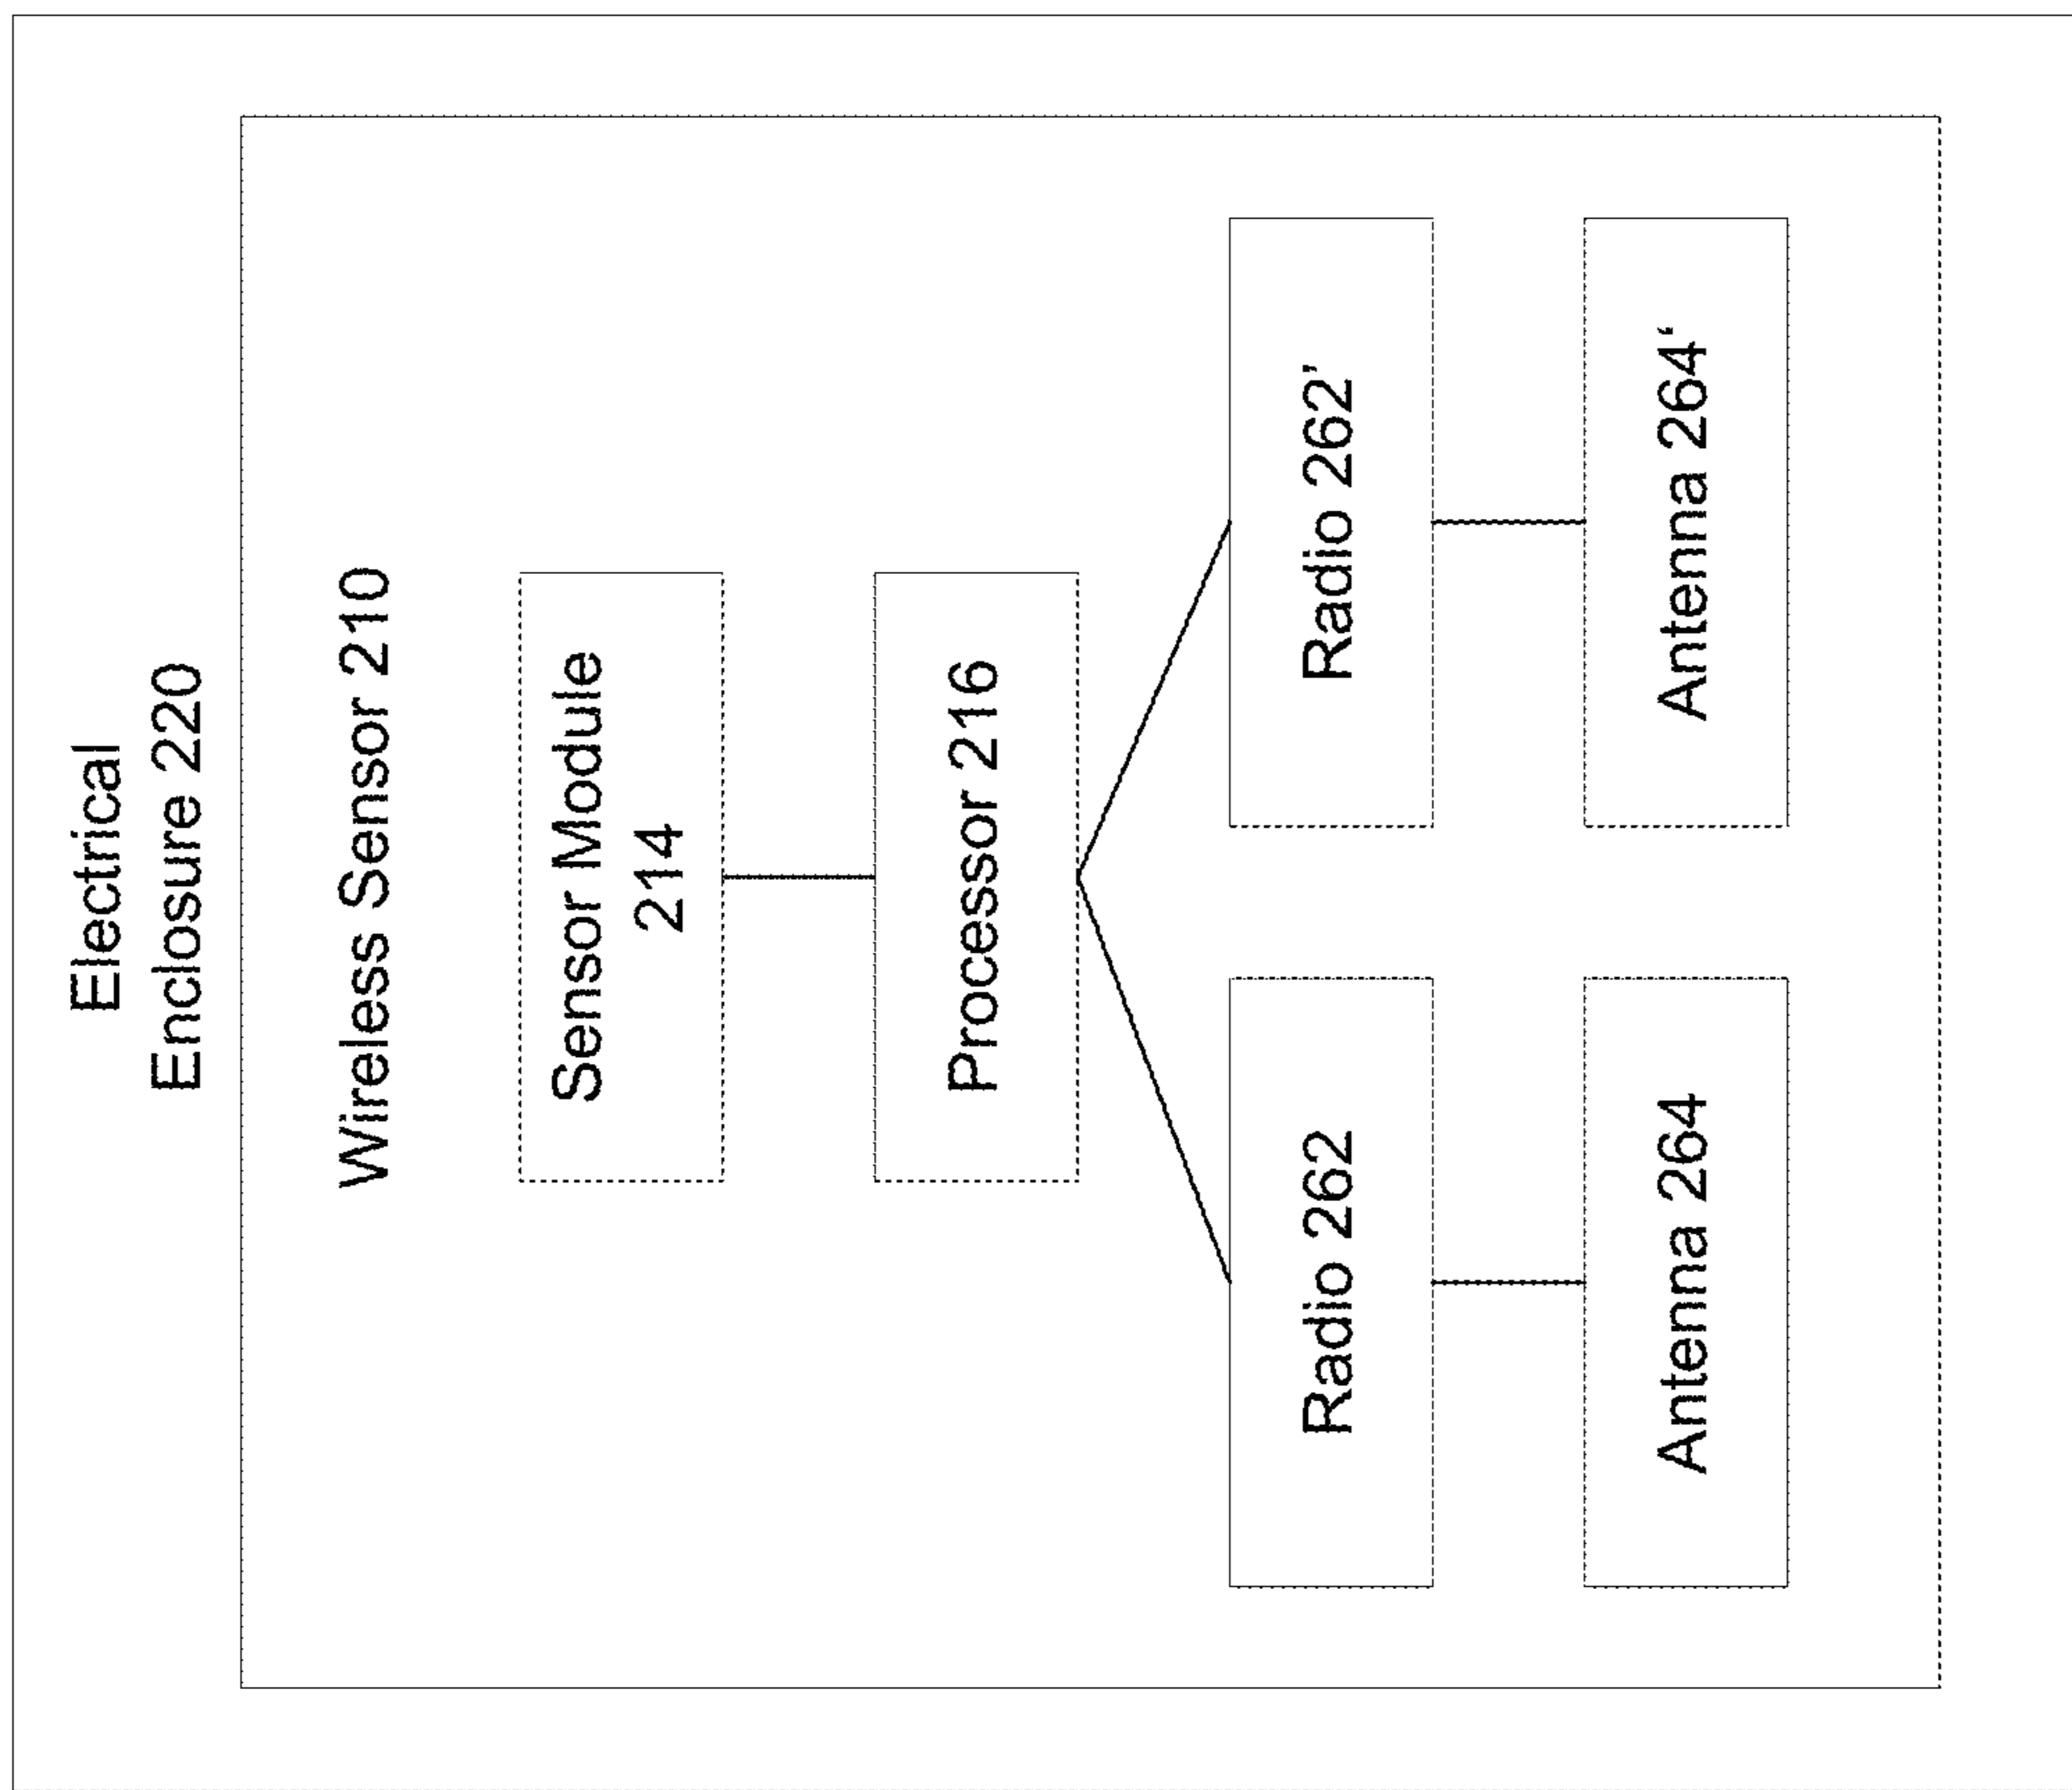 Electrical
Enclosure 220
Wireless Sensor 210
Sensor Module
214
Processor 216
Radio 262
Radio 262’
Antenna 264
Antenna 264‘